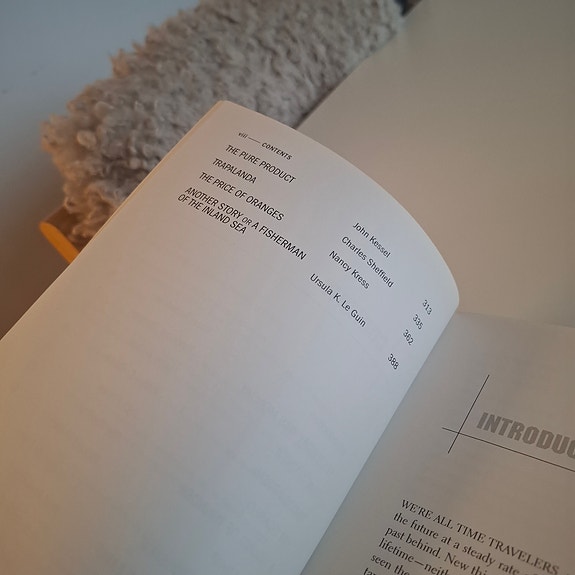 viii — CONTENTS
THE PURE PRODUCT John Kessel 313
TRAPALANDA Charles Sheffield 335
THE PRICE OF ORANGES Nancy Kress 362
ANOTHER STORY OR A FISHERMAN
OF THE INLAND SEA Ursula K. Le Guin 388
INTRODUC
WE'RE ALL TIME TRAVELERS
the future at a steady rate
past behind. New thi
lifetime—neith
seen the